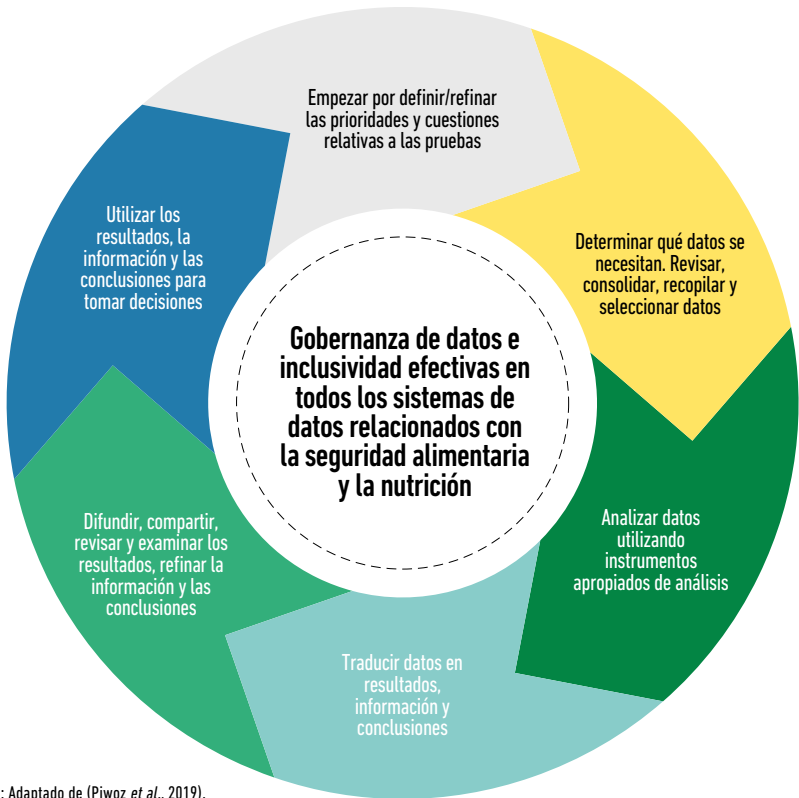 Empezar por definir/refinar
las prioridades y cuestiones
relativas a las pruebas
Determinar qué datos se
necesitan. Revisar,
consolidar, recopilar y
seleccionar datos
Analizar datos
utilizando
instrumentos
apropiados de análisis
Traducir datos en
resultados,
información y
conclusiones
Difundir, compartir,
revisar y examinar los
resultados, refinar la
información y las
conclusiones
Utilizar los
resultados, la
información y las
conclusiones para
tomar decisiones
Gobernanza de datos e
inclusividad efectivas en
todos los sistemas de
datos relacionados con
la seguridad alimentaria
y la nutrición
: Adaptado de (Piwoz et al., 2019).